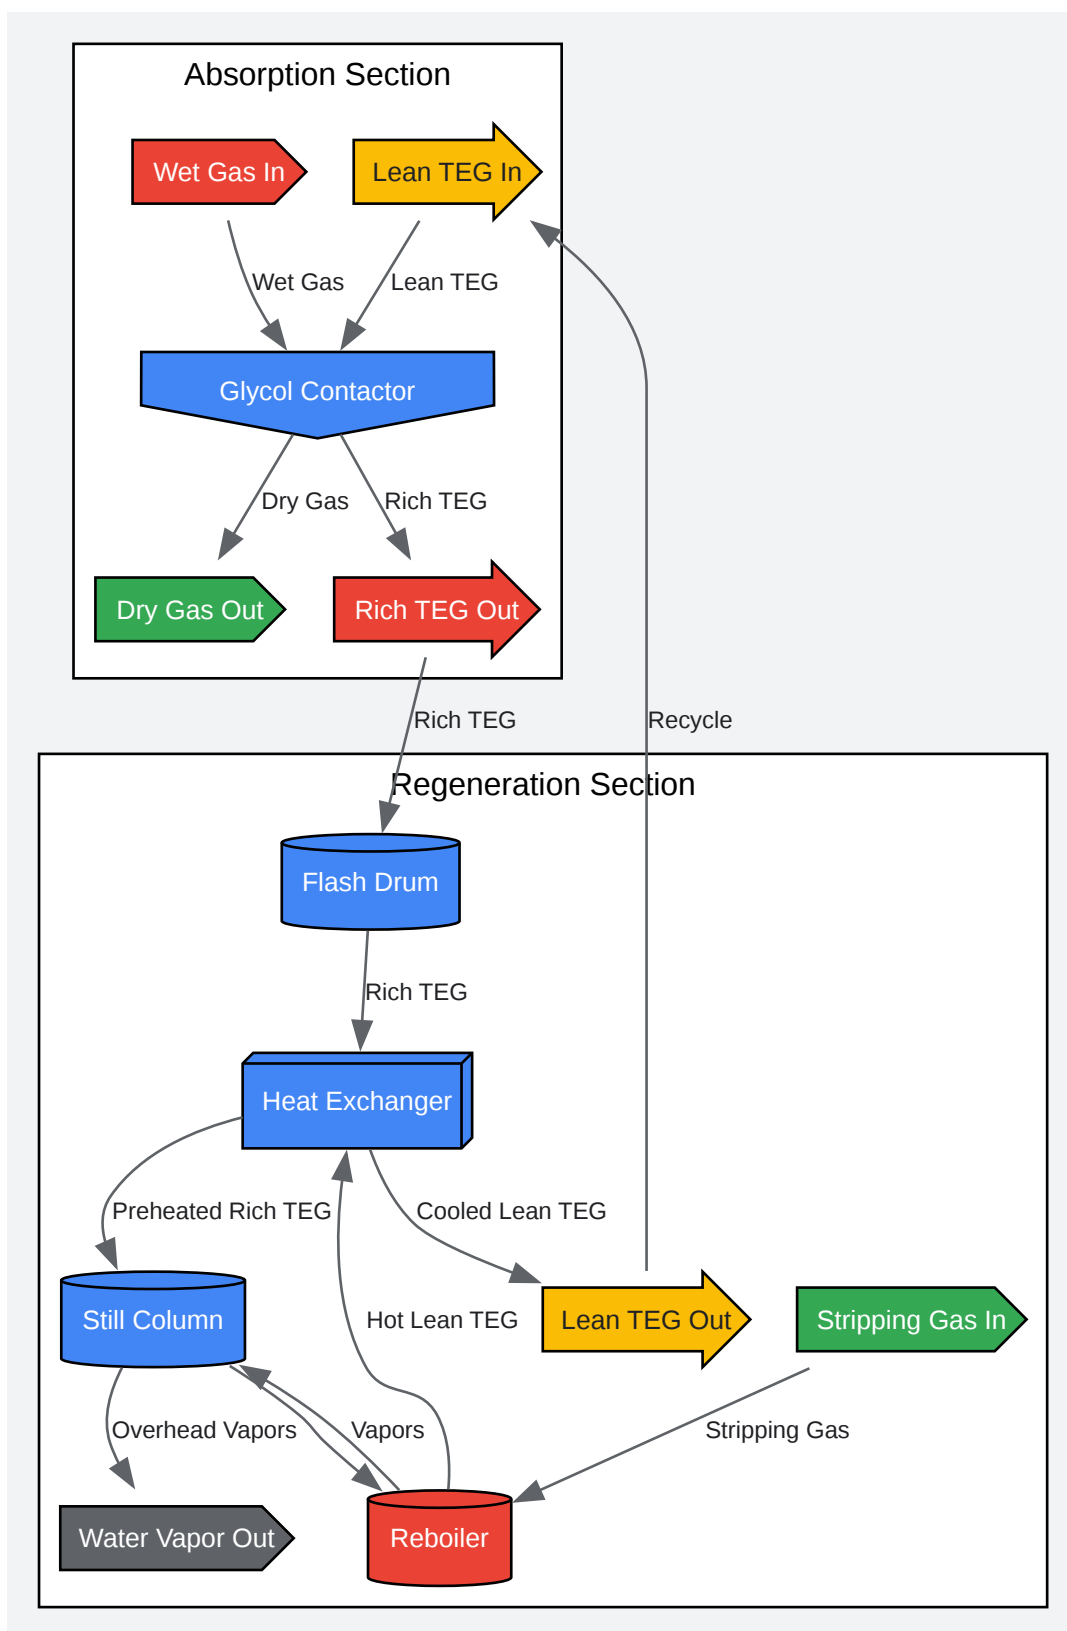 Absorption Section
Wet Gas In
Lean TEG In
Wet Gas
Lean TEG
Glycol Contactor
Dry Gas
Rich TEG
Dry Gas Out
Rich TEG Out
Rich TEG
Recycle
Regeneration Section
Flash Drum
Rich TEG
Heat Exchanger
Preheated Rich TEG
Cooled Lean TEG
Still Column
Hot Lean TEG
Lean TEG Out
Stripping Gas In
Overhead Vapors
Vapors
Stripping Gas
Water Vapor Out
Reboiler